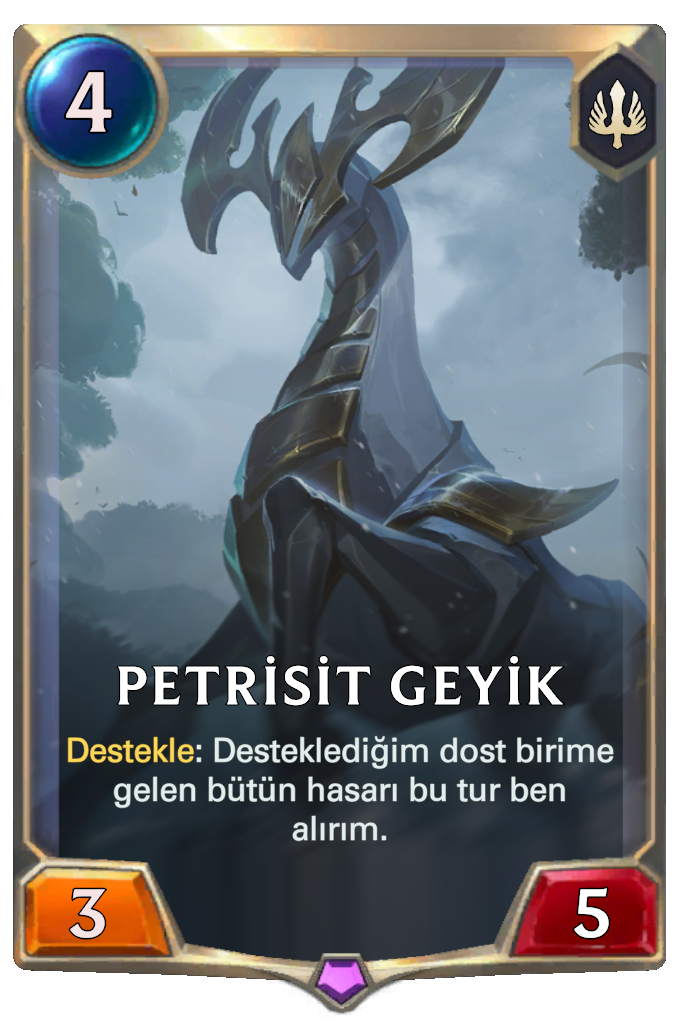 4
PETRİSİT GEYİK
Destekle: Desteklediğim dost birime
gelen bütün hasarı bu tur ben
alırım.
3
5